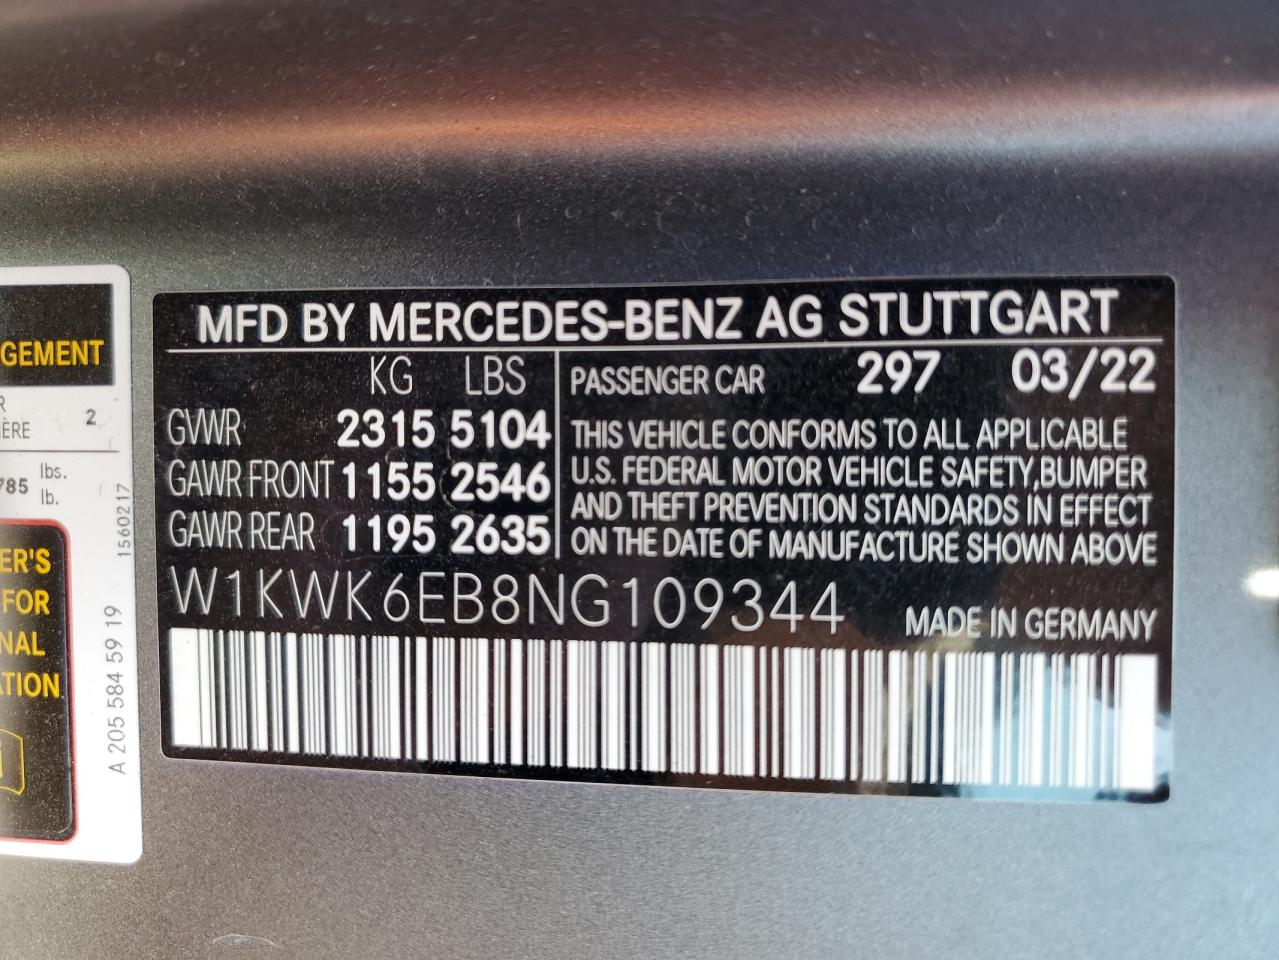 GEMENT
R
ÈRE 2
785 lbs.
lb.
ER'S
FOR
NAL
ATION
A 205 584 59 19 1560217
MFD BY MERCEDES-BENZ AG STUTTGART
KG LBS
GVWR 2315 5104
GAWR FRONT 1155 2546
GAWR REAR 1195 2635
PASSENGER CAR 297 03/22
THIS VEHICLE CONFORMS TO ALL APPLICABLE
U.S. FEDERAL MOTOR VEHICLE SAFETY,BUMPER
AND THEFT PREVENTION STANDARDS IN EFFECT
ON THE DATE OF MANUFACTURE SHOWN ABOVE
W1KWK6EB8NG109344 MADE IN GERMANY